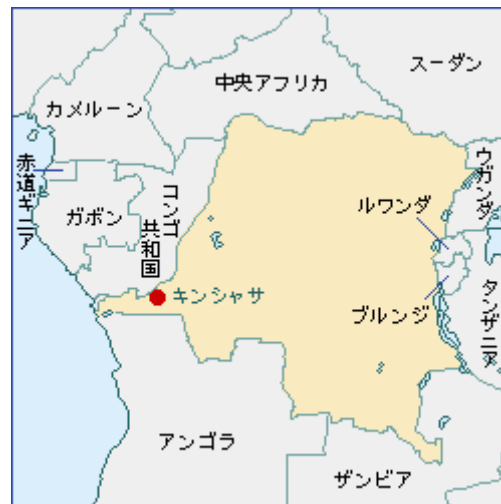 スーダン
中央アフリカ
カメルーン
赤道ギニア
ガボン
コンゴ
共和国
ウガンダ
ルワンダ
キンシャサ
ブルンジ
タンザニア
アンゴラ
ザンビア